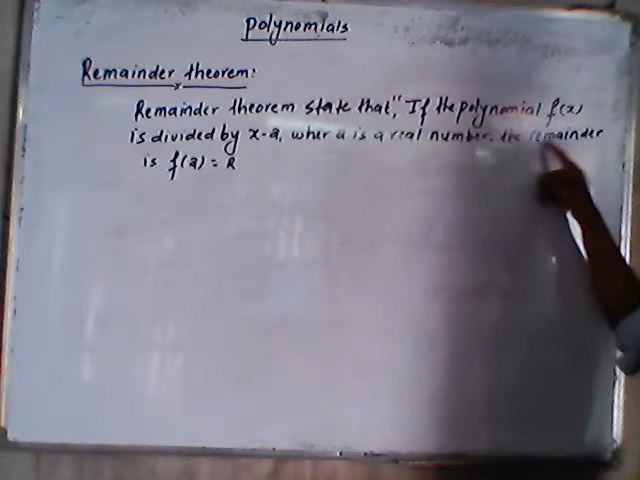 Polynomials
Remainder theorem:
Remainder theorem state that," If the polynomial f(x)
is divided by x-a, wher a is a real number. the remainder
is f(a) = R